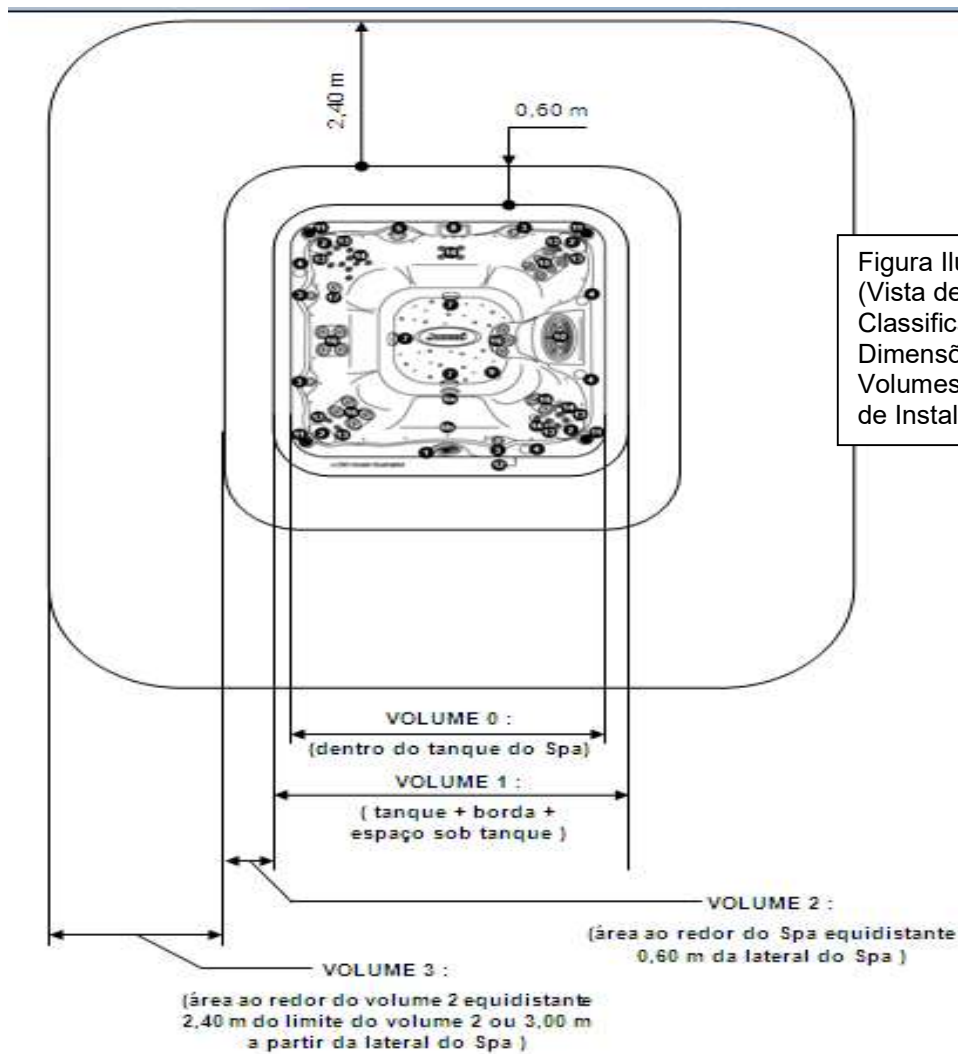 2,40 m
0,60 m
Figura Ilu
(Vista de
Classific
Dimensõ
Volumes
de Instal
VOLUME 0 :
(dentro do tanque do Spa)
VOLUME 1 :
( tanque + borda +
espaço sob tanque )
VOLUME 2 :
(área ao redor do Spa equidistante
0,60 m da lateral do Spa )
VOLUME 3 :
(área ao redor do volume 2 equidistante
2,40 m do limite do volume 2 ou 3,00 m
a partir da lateral do Spa )